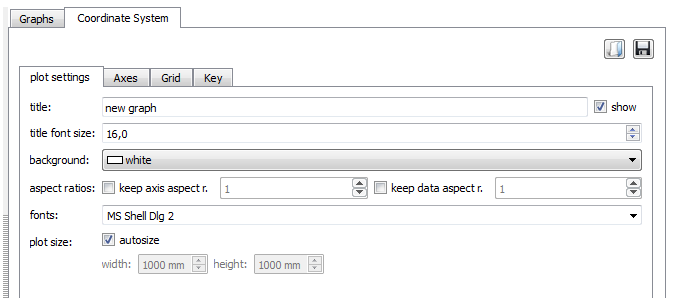 Graphs Coordinate System
plot settings Axes Grid Key
title: new graph show
title font size: 16,0
background: white
aspect ratios: keep axis aspect r. 1 keep data aspect r. 1
fonts: MS Shell Dlg 2
plot size: autosize
width: 1000 mm height: 1000 mm